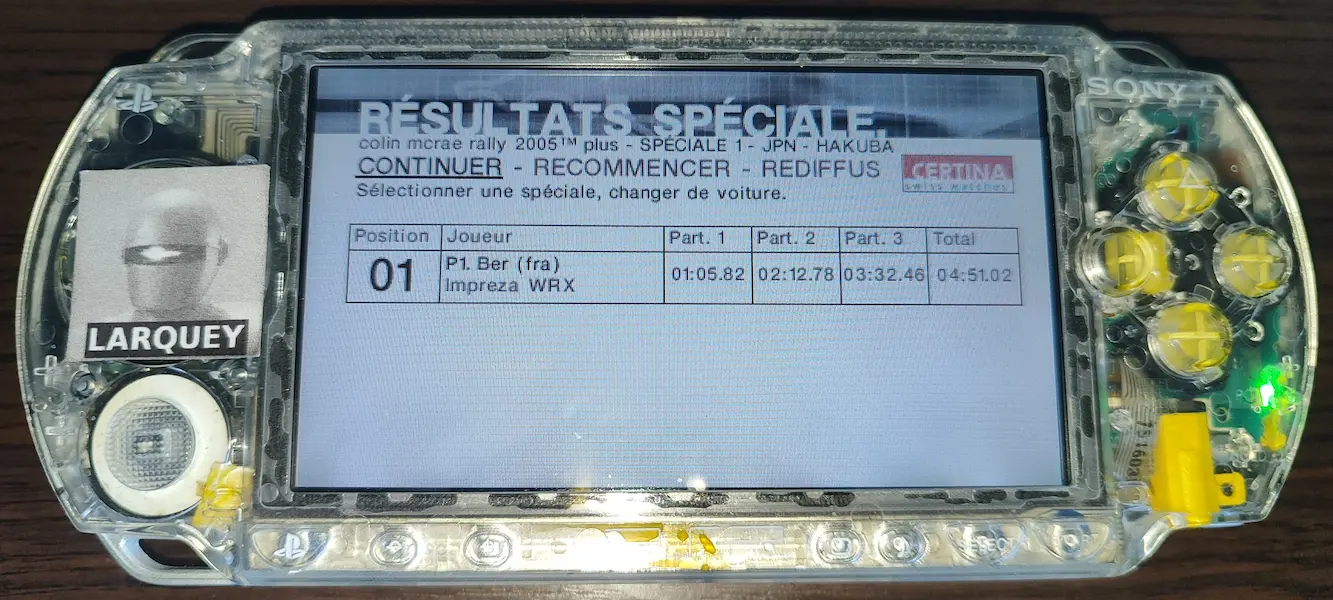 SONY
RÉSULTATS SPÉCIALE.
colin mcrae rally 2005™ plus - SPÉCIALE 1 - JPN - HAKUBA
CONTINUER - RECOMMENCER - REDIFFUS
CERTINA
swiss watches
Sélectionner une spéciale, changer de voiture.
Position Joueur Part. 1 Part. 2 Part. 3 Total
01 P1. Ber (fra) 01:05.82 02:12.78 03:32.46 04:51.02
Impreza WRX
LARQUEY
SELECT